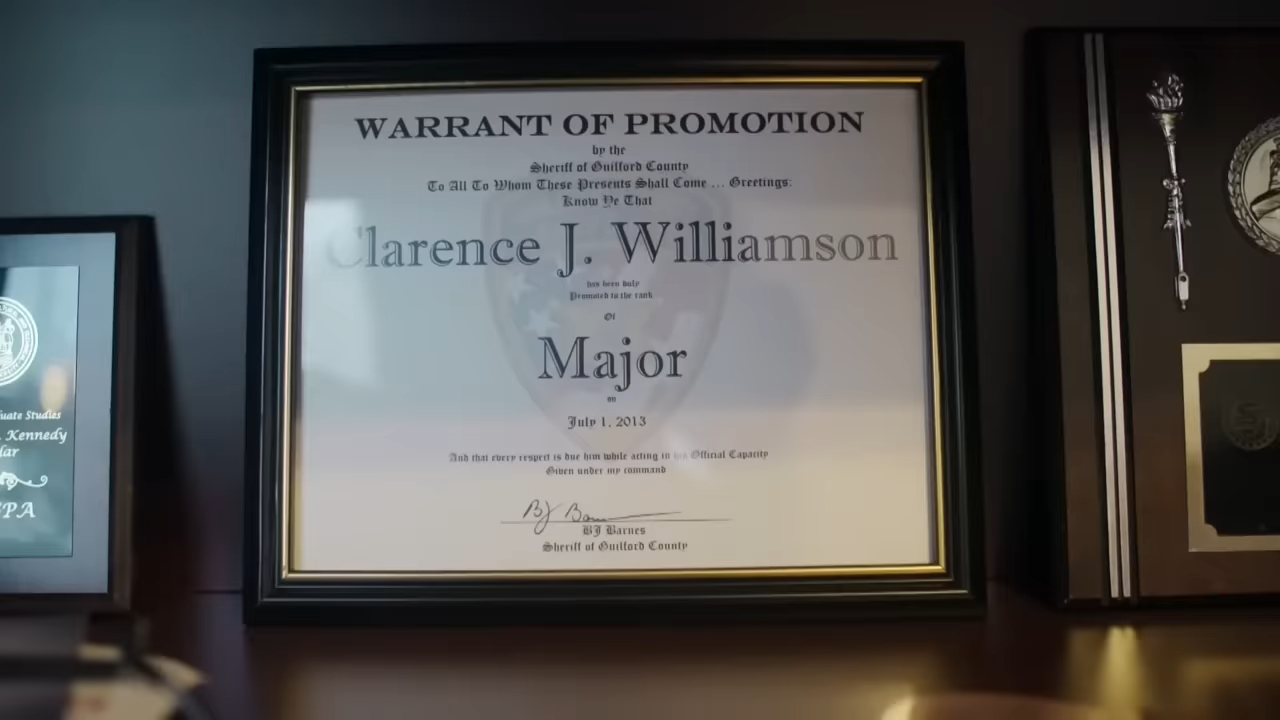 WARRANT OF PROMOTION
by the
Sheriff of Guilford County
To All To Whom These Presents Shall Come ... Greetings:
Know Ye That
Clarence J. Williamson
has been duly
Promoted to the rank
Of
Major
on
July 1, 2013
And that every respect is due him while acting in his Official Capacity
Given under my command
BJ Barnes
BJ Barnes
Sheriff of Guilford County
uate Studies
. Kennedy
lar
PA